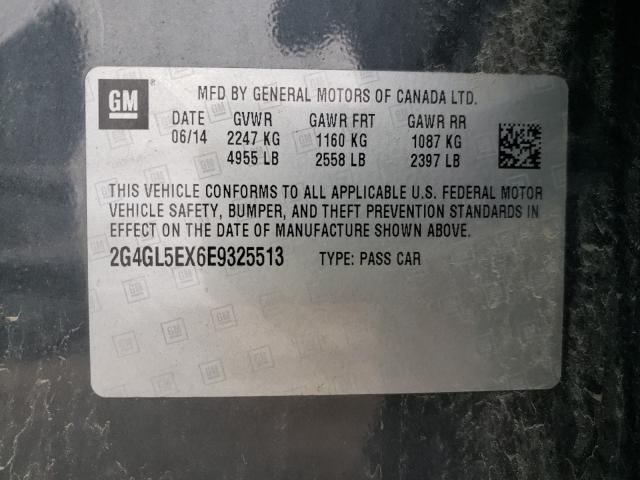 GM
MFD BY GENERAL MOTORS OF CANADA LTD.
DATE GVWR GAWR FRT GAWR RR
06/14 2247 KG 1160 KG 1087 KG
4955 LB 2558 LB 2397 LB
THIS VEHICLE CONFORMS TO ALL APPLICABLE U.S. FEDERAL MOTOR
VEHICLE SAFETY, BUMPER, AND THEFT PREVENTION STANDARDS IN
EFFECT ON THE DATE OF MANUFACTURE SHOWN ABOVE.
2G4GL5EX6E9325513 TYPE: PASS CAR